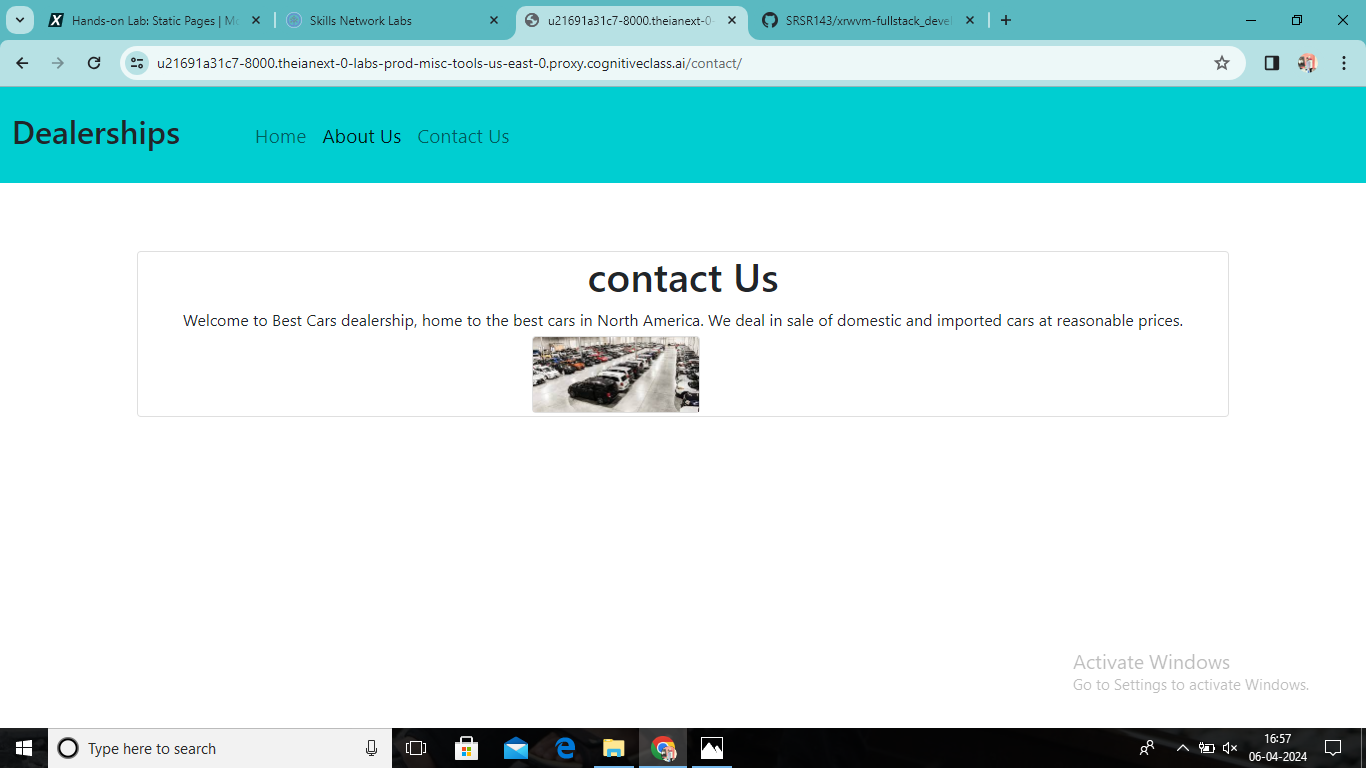 Hands-on Lab: Static Pages | Mo
Skills Network Labs
u21691a31c7-8000.theianext-0-
SRSR143/xrwvm-fullstack_devel
u21691a31c7-8000.theianext-0-labs-prod-misc-tools-us-east-0.proxy.cognitiveclass.ai/contact/
Dealerships
Home About Us Contact Us
contact Us
Welcome to Best Cars dealership, home to the best cars in North America. We deal in sale of domestic and imported cars at reasonable prices.
Activate Windows
Go to Settings to activate Windows.
Type here to search
16:57
06-04-2024